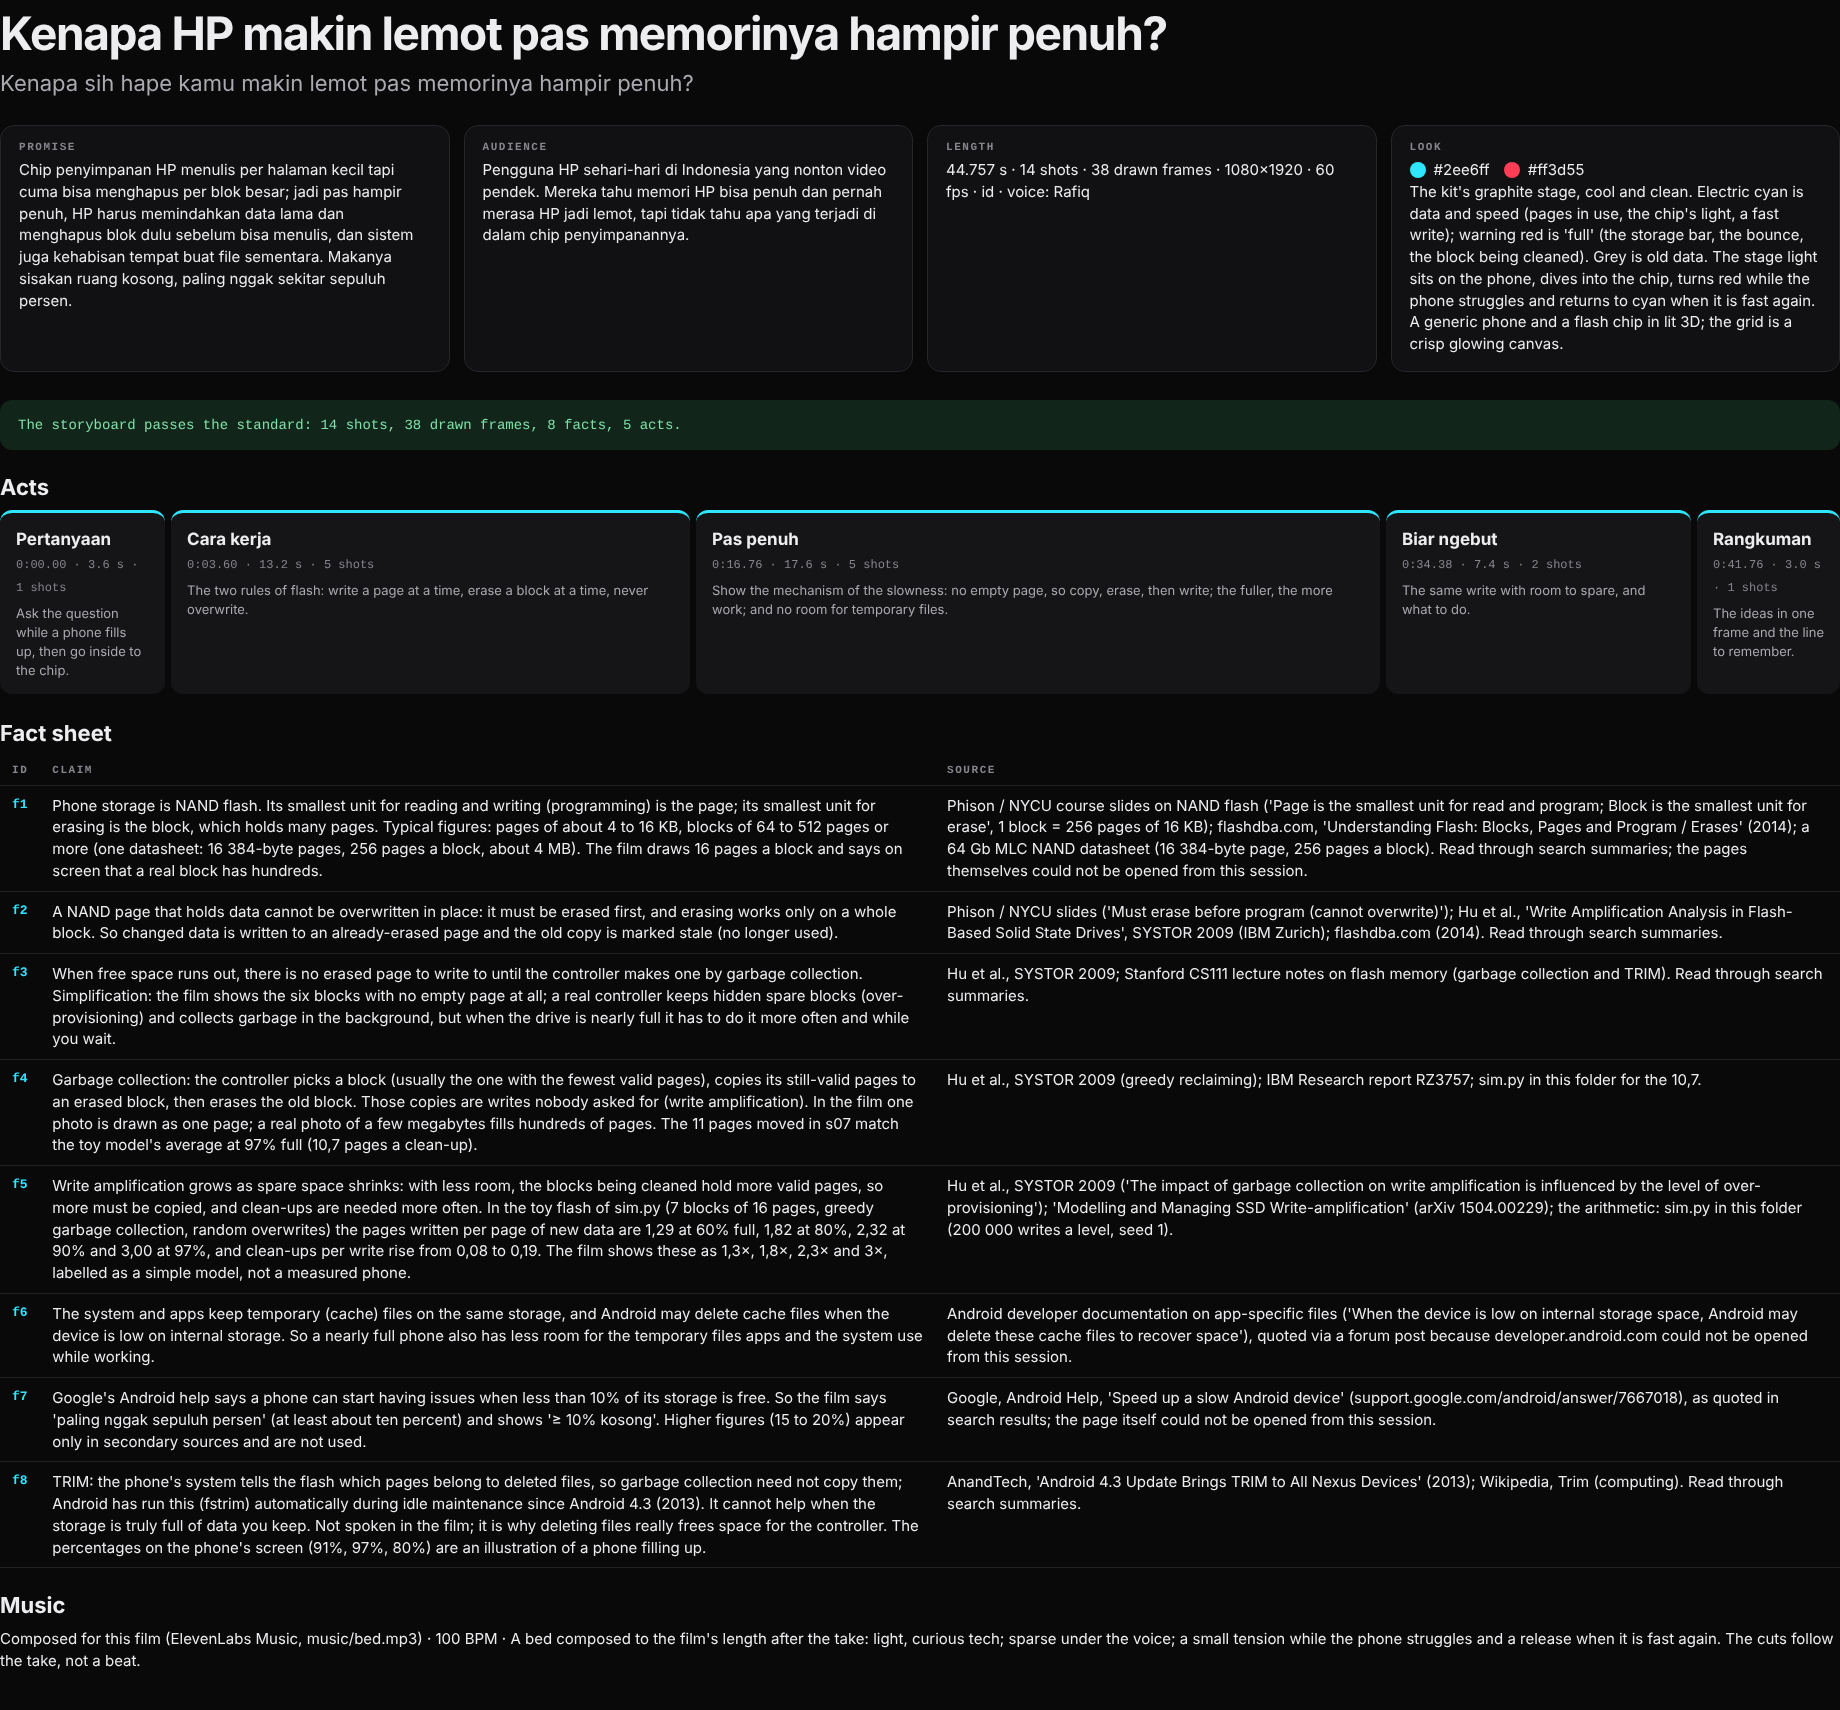 Kenapa HP makin lemot pas memorinya hampir penuh?
Kenapa sih hape kamu makin lemot pas memorinya hampir penuh?
PROMISE
Chip penyimpanan HP menulis per halaman kecil tapi
cuma bisa menghapus per blok besar; jadi pas hampir
penuh, HP harus memindahkan data lama dan
menghapus blok dulu sebelum bisa menulis, dan sistem
juga kehabisan tempat buat file sementara. Makanya
sisakan ruang kosong, paling nggak sekitar sepuluh
persen.
AUDIENCE
Pengguna HP sehari-hari di Indonesia yang nonton video
pendek. Mereka tahu memori HP bisa penuh dan pernah
merasa HP jadi lemot, tapi tidak tahu apa yang terjadi di
dalam chip penyimpanannya.
LENGTH
44.757 s · 14 shots · 38 drawn frames · 1080×1920 · 60
fps · id · voice: Rafiq
LOOK
#2ee6ff #ff3d55
The kit's graphite stage, cool and clean. Electric cyan is
data and speed (pages in use, the chip's light, a fast
write); warning red is 'full' (the storage bar, the bounce,
the block being cleaned). Grey is old data. The stage light
sits on the phone, dives into the chip, turns red while the
phone struggles and returns to cyan when it is fast again.
A generic phone and a flash chip in lit 3D; the grid is a
crisp glowing canvas.
The storyboard passes the standard: 14 shots, 38 drawn frames, 8 facts, 5 acts.
Acts
Pertanyaan
0:00.00 · 3.6 s ·
1 shots
Ask the question
while a phone fills
up, then go inside to
the chip.
Cara kerja
0:03.60 · 13.2 s · 5 shots
The two rules of flash: write a page at a time, erase a block at a time, never
overwrite.
Pas penuh
0:16.76 · 17.6 s · 5 shots
Show the mechanism of the slowness: no empty page, so copy, erase, then write; the fuller, the more
work; and no room for temporary files.
Biar ngebut
0:34.38 · 7.4 s · 2 shots
The same write with room to spare, and
what to do.
Rangkuman
0:41.76 · 3.0 s
· 1 shots
The ideas in one
frame and the line
to remember.
Fact sheet
ID CLAIM SOURCE
f1
Phone storage is NAND flash. Its smallest unit for reading and writing (programming) is the page; its smallest unit for
erasing is the block, which holds many pages. Typical figures: pages of about 4 to 16 KB, blocks of 64 to 512 pages or
more (one datasheet: 16 384-byte pages, 256 pages a block, about 4 MB). The film draws 16 pages a block and says on
screen that a real block has hundreds.
Phison / NYCU course slides on NAND flash ('Page is the smallest unit for read and program; Block is the smallest unit for
erase', 1 block = 256 pages of 16 KB); flashdba.com, 'Understanding Flash: Blocks, Pages and Program / Erases' (2014); a
64 Gb MLC NAND datasheet (16 384-byte page, 256 pages a block). Read through search summaries; the pages
themselves could not be opened from this session.
f2
A NAND page that holds data cannot be overwritten in place: it must be erased first, and erasing works only on a whole
block. So changed data is written to an already-erased page and the old copy is marked stale (no longer used).
Phison / NYCU slides ('Must erase before program (cannot overwrite)'); Hu et al., 'Write Amplification Analysis in Flash-
Based Solid State Drives', SYSTOR 2009 (IBM Zurich); flashdba.com (2014). Read through search summaries.
f3
When free space runs out, there is no erased page to write to until the controller makes one by garbage collection.
Simplification: the film shows the six blocks with no empty page at all; a real controller keeps hidden spare blocks (over-
provisioning) and collects garbage in the background, but when the drive is nearly full it has to do it more often and while
you wait.
Hu et al., SYSTOR 2009; Stanford CS111 lecture notes on flash memory (garbage collection and TRIM). Read through search
summaries.
f4
Garbage collection: the controller picks a block (usually the one with the fewest valid pages), copies its still-valid pages to
an erased block, then erases the old block. Those copies are writes nobody asked for (write amplification). In the film one
photo is drawn as one page; a real photo of a few megabytes fills hundreds of pages. The 11 pages moved in s07 match
the toy model's average at 97% full (10,7 pages a clean-up).
Hu et al., SYSTOR 2009 (greedy reclaiming); IBM Research report RZ3757; sim.py in this folder for the 10,7.
f5
Write amplification grows as spare space shrinks: with less room, the blocks being cleaned hold more valid pages, so
more must be copied, and clean-ups are needed more often. In the toy flash of sim.py (7 blocks of 16 pages, greedy
garbage collection, random overwrites) the pages written per page of new data are 1,29 at 60% full, 1,82 at 80%, 2,32 at
90% and 3,00 at 97%, and clean-ups per write rise from 0,08 to 0,19. The film shows these as 1,3×, 1,8×, 2,3× and 3×,
labelled as a simple model, not a measured phone.
Hu et al., SYSTOR 2009 ('The impact of garbage collection on write amplification is influenced by the level of over-
provisioning'); 'Modelling and Managing SSD Write-amplification' (arXiv 1504.00229); the arithmetic: sim.py in this folder
(200 000 writes a level, seed 1).
f6
The system and apps keep temporary (cache) files on the same storage, and Android may delete cache files when the
device is low on internal storage. So a nearly full phone also has less room for the temporary files apps and the system use
while working.
Android developer documentation on app-specific files ('When the device is low on internal storage space, Android may
delete these cache files to recover space'), quoted via a forum post because developer.android.com could not be opened
from this session.
f7
Google's Android help says a phone can start having issues when less than 10% of its storage is free. So the film says
'paling nggak sepuluh persen' (at least about ten percent) and shows '≥ 10% kosong'. Higher figures (15 to 20%) appear
only in secondary sources and are not used.
Google, Android Help, 'Speed up a slow Android device' (support.google.com/android/answer/7667018), as quoted in
search results; the page itself could not be opened from this session.
f8
TRIM: the phone's system tells the flash which pages belong to deleted files, so garbage collection need not copy them;
Android has run this (fstrim) automatically during idle maintenance since Android 4.3 (2013). It cannot help when the
storage is truly full of data you keep. Not spoken in the film; it is why deleting files really frees space for the controller. The
percentages on the phone's screen (91%, 97%, 80%) are an illustration of a phone filling up.
AnandTech, 'Android 4.3 Update Brings TRIM to All Nexus Devices' (2013); Wikipedia, Trim (computing). Read through
search summaries.
Music
Composed for this film (ElevenLabs Music, music/bed.mp3) · 100 BPM · A bed composed to the film's length after the take: light, curious tech; sparse under the voice; a small tension while the phone struggles and a release when it is fast again. The cuts follow
the take, not a beat.